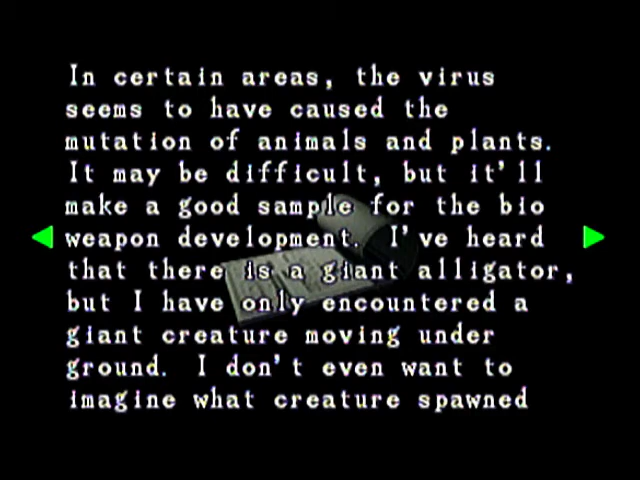 In certain areas, the virus
seems to have caused the
mutation of animals and plants.
It may be difficult, but it'll
make a good sample for the bio
weapon development. I've heard
that there is a giant alligator,
but I have only encountered a
giant creature moving under
ground. I don't even want to
imagine what creature spawned